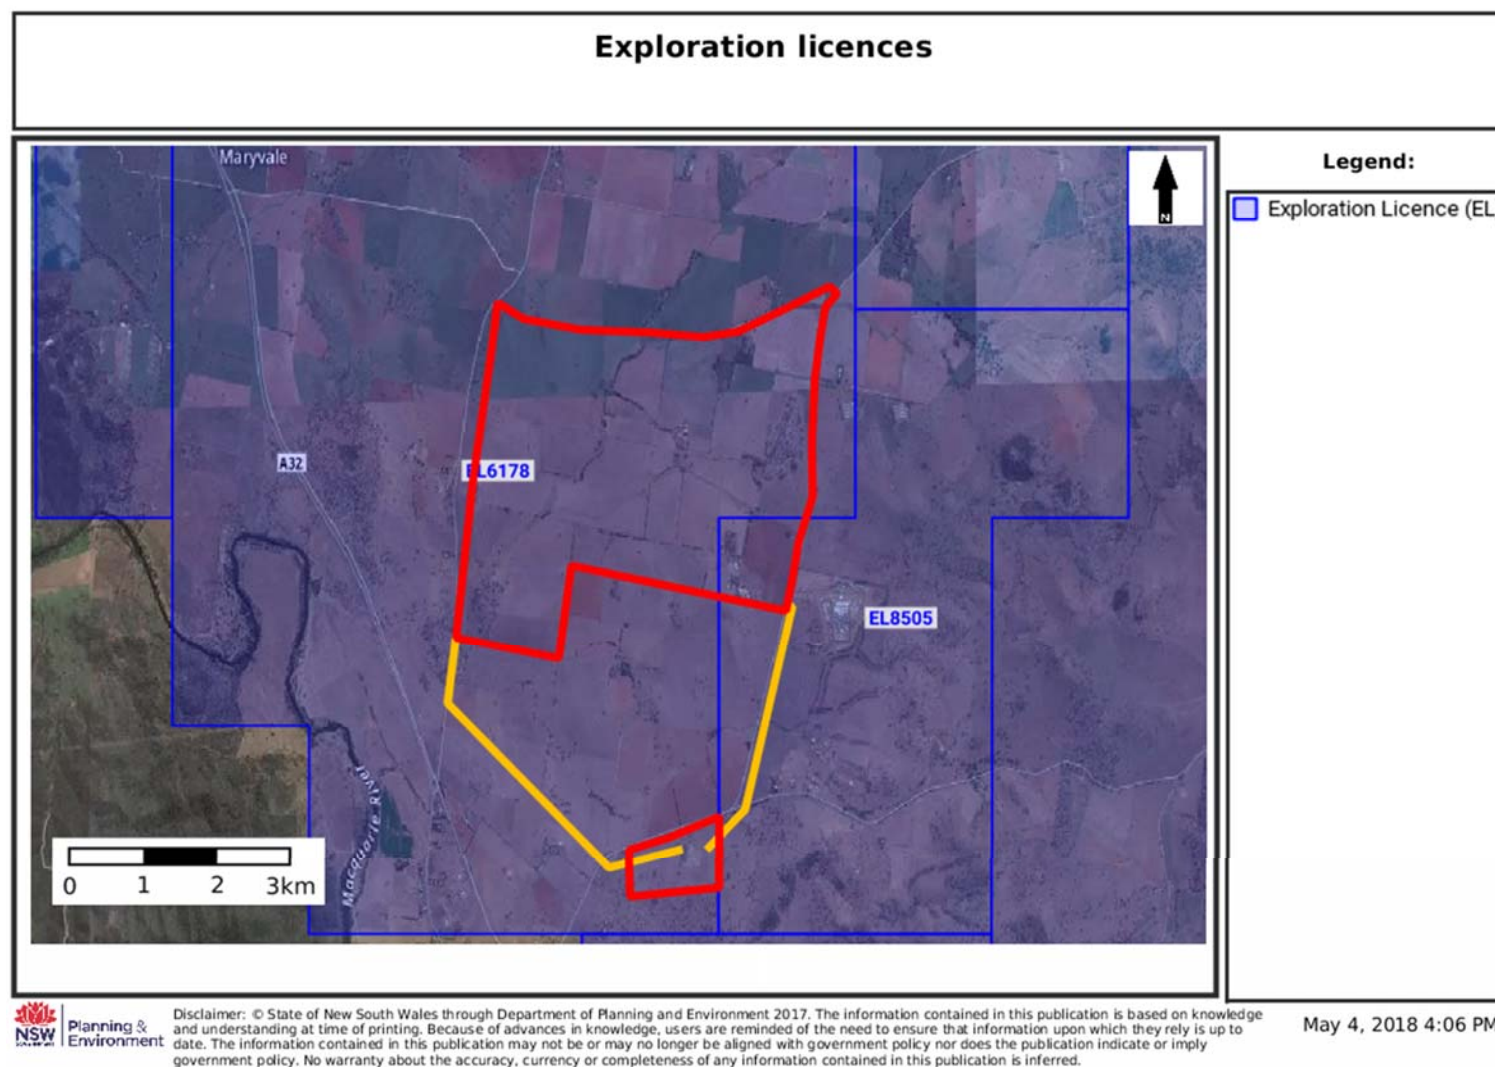 Exploration licences
Maryvale
N
Legend:
Exploration Licence (EL
A32
EL6178
EL8505
Macquarie River
0 1 2 3km
NSW
Planning &
Environment
Disclaimer: © State of New South Wales through Department of Planning and Environment 2017. The information contained in this publication is based on knowledge
and understanding at time of printing. Because of advances in knowledge, users are reminded of the need to ensure that information upon which they rely is up to
date. The information contained in this publication may not be or may no longer be aligned with government policy nor does the publication indicate or imply
government policy. No warranty about the accuracy, currency or completeness of any information contained in this publication is inferred.
May 4, 2018 4:06 PM